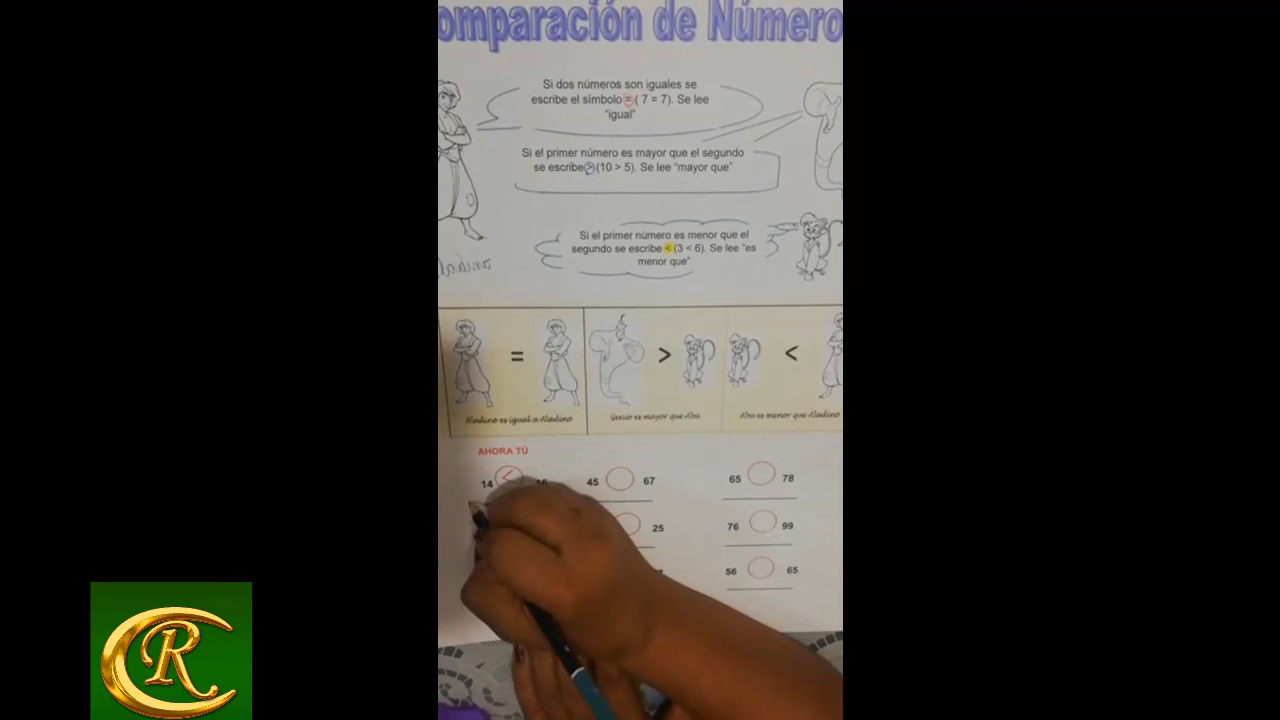 omparación de Número
Si dos números son iguales se
escribe el símbolo = ( 7 = 7). Se lee
"igual"
Si el primer número es mayor que el segundo
se escribe > (10 > 5). Se lee "mayor que"
Si el primer número es menor que el
segundo se escribe < (3 < 6). Se lee "es
menor que"
= > <
Aladino es igual a Aladino Genio es mayor que Abú Abú es menor que Aladino
AHORA TÚ
14 < 16 45 67 65 78
25 76 99
56 65
CR